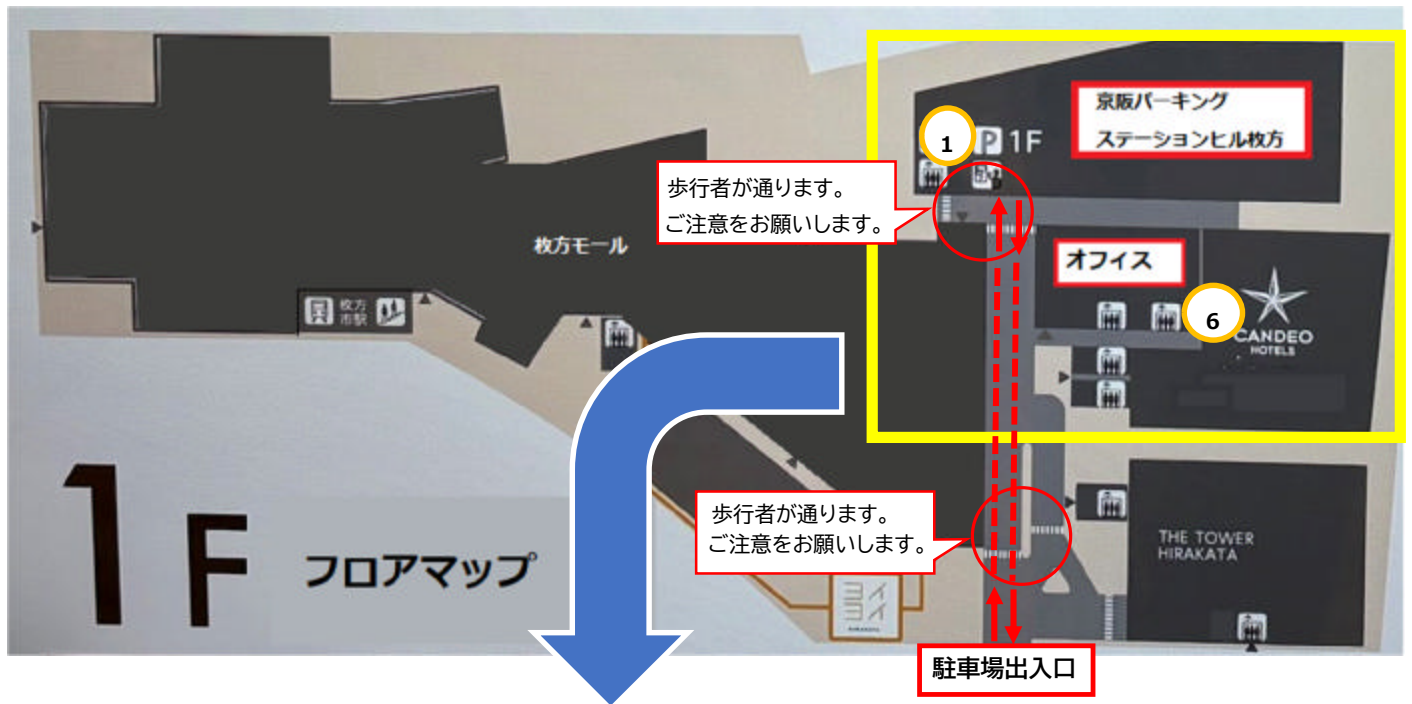 京阪パーキング
ステーションヒル枚方
1
P 1F
歩行者が通ります。
ご注意をお願いします。
枚方モール
オフィス
枚方
市駅
6
CANDEO
HOTELS
歩行者が通ります。
ご注意をお願いします。
THE TOWER
HIRAKATA
1F
フロアマップ
駐車場出入口